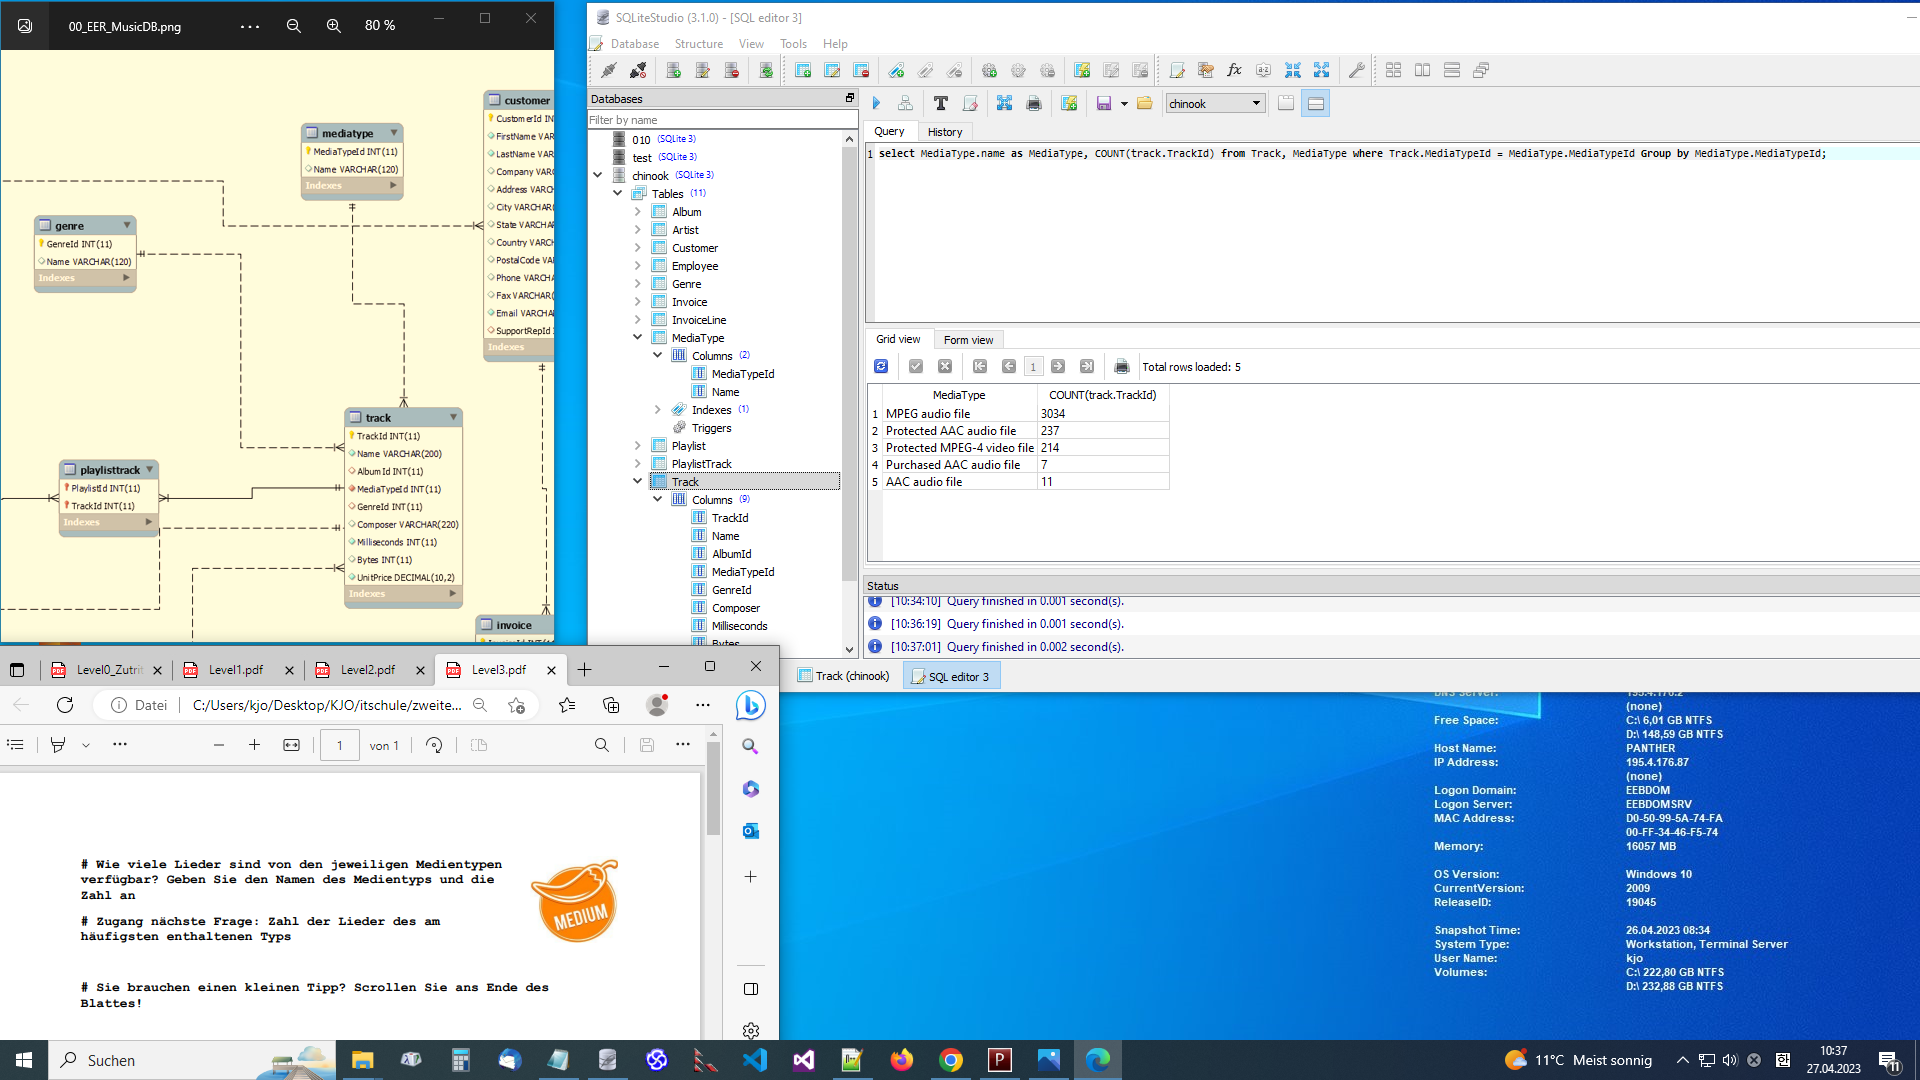 00_EER_MusicDB.png
80 %
mediatype
MediaTypeId INT(11)
Name VARCHAR(120)
Indexes
genre
GenreId INT(11)
Name VARCHAR(120)
Indexes
customer
CustomerId IN
FirstName VAR
LastName VAR
Company VAR
Address VARC
City VARCHAR
State VARCHA
Country VARC
PostalCode VA
Phone VARCH
Fax VARCHAR(
Email VARCHA
SupportRepId
Indexes
track
TrackId INT(11)
Name VARCHAR(200)
AlbumId INT(11)
MediaTypeId INT(11)
GenreId INT(11)
Composer VARCHAR(220)
Milliseconds INT(11)
Bytes INT(11)
UnitPrice DECIMAL(10,2)
Indexes
playlisttrack
PlaylistId INT(11)
TrackId INT(11)
Indexes
invoice
SQLiteStudio (3.1.0) - [SQL editor 3]
Database Structure View Tools Help
Databases
Filter by name
010 (SQLite 3)
test (SQLite 3)
chinook (SQLite 3)
Tables (11)
Album
Artist
Customer
Employee
Genre
Invoice
InvoiceLine
MediaType
Columns (2)
MediaTypeId
Name
Indexes (1)
Triggers
Playlist
PlaylistTrack
Track
Columns (9)
TrackId
Name
AlbumId
MediaTypeId
GenreId
Composer
Milliseconds
Bytes
chinook
Query History
1 select MediaType.name as MediaType, COUNT(track.TrackId) from Track, MediaType where Track.MediaTypeId = MediaType.MediaTypeId Group by MediaType.MediaTypeId;
Grid view Form view
1
Total rows loaded: 5
MediaType COUNT(track.TrackId)
1 MPEG audio file 3034
2 Protected AAC audio file 237
3 Protected MPEG-4 video file 214
4 Purchased AAC audio file 7
5 AAC audio file 11
Status
[10:34:10] Query finished in 0.001 second(s).
[10:36:19] Query finished in 0.001 second(s).
[10:37:01] Query finished in 0.002 second(s).
Track (chinook) SQL editor 3
Level0_Zutrit Level1.pdf Level2.pdf Level3.pdf
Datei C:/Users/kjo/Desktop/KJO/itschule/zweite...
1 von 1
# Wie viele Lieder sind von den jeweiligen Medientypen
verfügbar? Geben Sie den Namen des Medientyps und die
Zahl an
# Zugang nächste Frage: Zahl der Lieder des am
häufigsten enthaltenen Typs
MEDIUM
# Sie brauchen einen kleinen Tipp? Scrollen Sie ans Ende des
Blattes!
DNS Server: 195.4.176.2
(none)
Free Space: C:\ 6,01 GB NTFS
D:\ 148,59 GB NTFS
Host Name: PANTHER
IP Address: 195.4.176.87
(none)
Logon Domain: EEBDOM
Logon Server: EEBDOMSRV
MAC Address: D0-50-99-5A-74-FA
00-FF-34-46-F5-74
Memory: 16057 MB
OS Version: Windows 10
CurrentVersion: 2009
ReleaseID: 19045
Snapshot Time: 26.04.2023 08:34
System Type: Workstation, Terminal Server
User Name: kjo
Volumes: C:\ 222,80 GB NTFS
D:\ 232,88 GB NTFS
Suchen
11°C Meist sonnig
10:37
27.04.2023
11